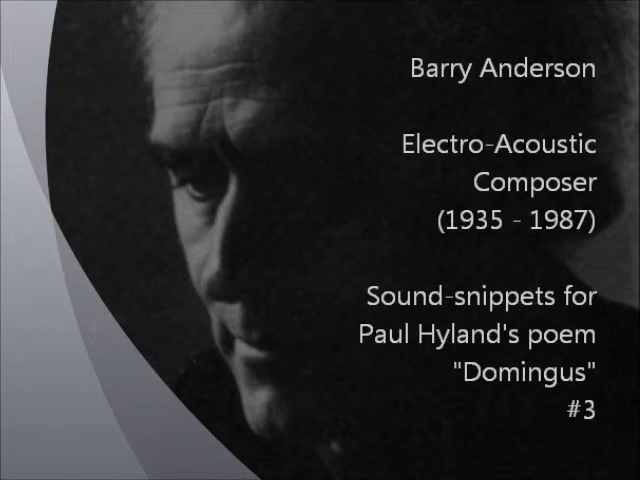 Barry Anderson
Electro-Acoustic
Composer
(1935 - 1987)
Sound-snippets for
Paul Hyland's poem
"Domingus"
#3